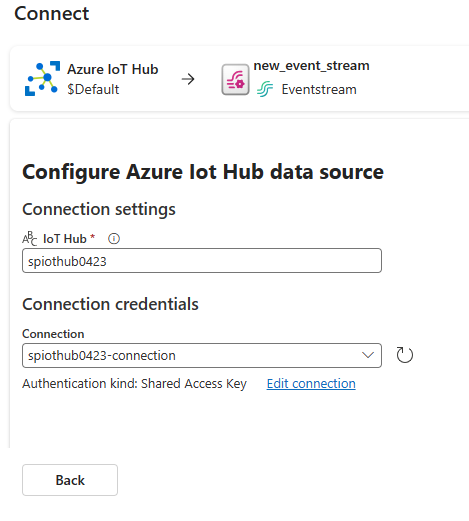 Connect
Azure IoT Hub
$Default
new_event_stream
Eventstream
Configure Azure Iot Hub data source
Connection settings
ABC IoT Hub *
spiothub0423
Connection credentials
Connection
spiothub0423-connection
Authentication kind: Shared Access Key Edit connection
Back